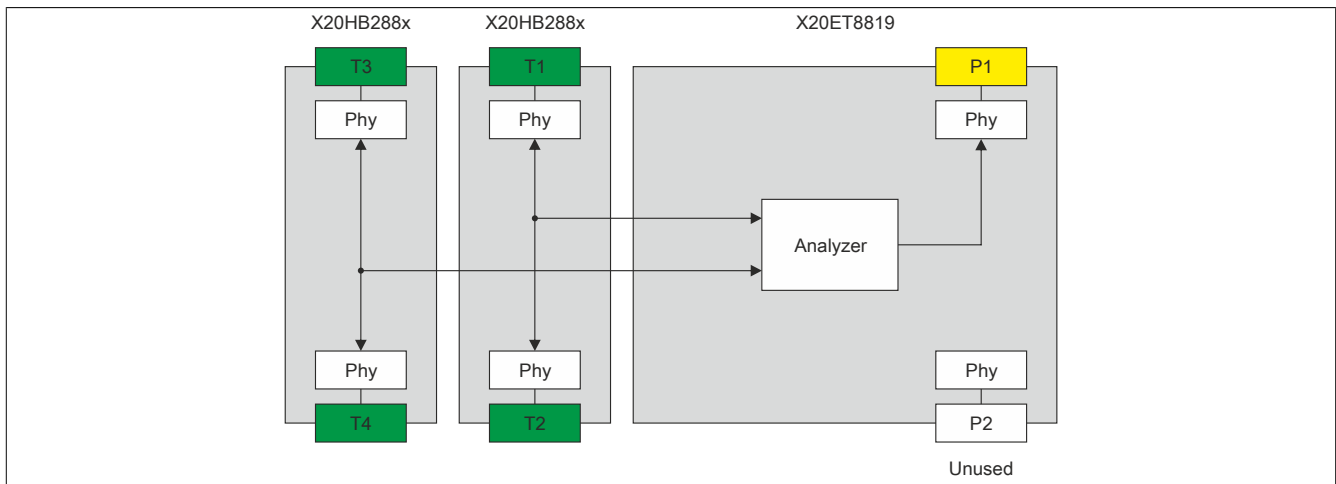 X20HB288x X20HB288x X20ET8819
T3 T1 P1
Phy Phy Phy
Analyzer
Phy Phy Phy
T4 T2 P2
Unused